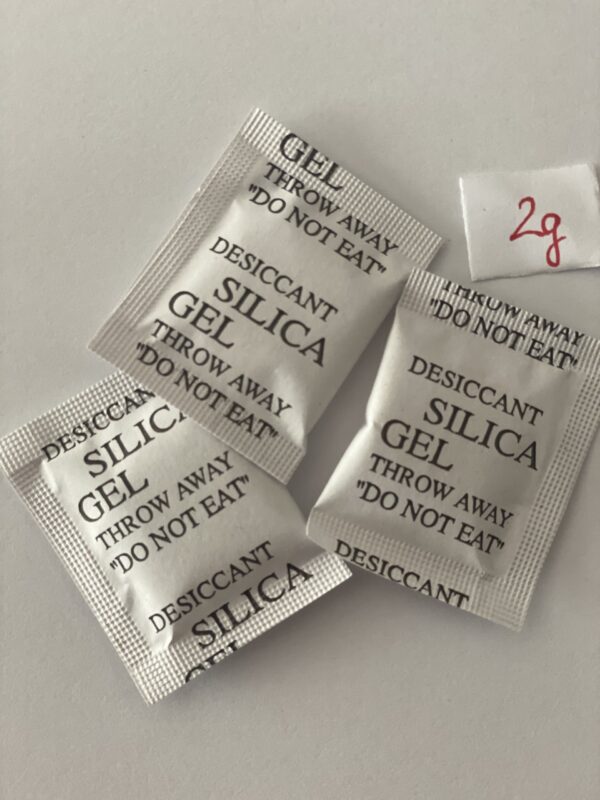 GEL
THROW AWAY
"DO NOT EAT"
DESICCANT
SILICA
GEL
THROW AWAY
"DO NOT EAT"
2g
THROW AWAY
"DO NOT EAT"
DESICCANT
SILICA
GEL
THROW AWAY
"DO NOT EAT"
DESICCANT
DESICCAN
SILICA
GEL
THROW AWAY
"DO NOT EAT"
DESICCANT
SILICA
GEL